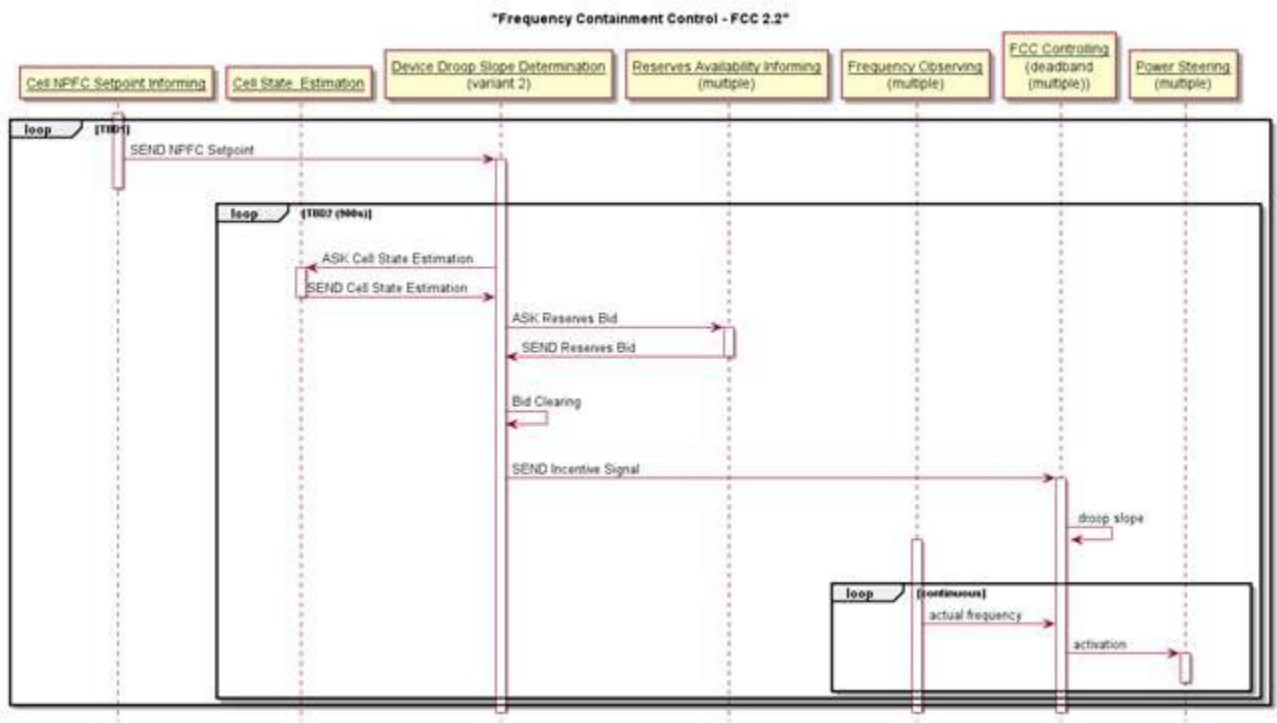 "Frequency Containment Control - FCC 2.2"
Cell NPFC Setpoint Informing
Cell State_Estimation
Device Droop Slope Determination
(variant 2)
Reserves Availability Informing
(multiple)
Frequency Observing
(multiple)
FCC Controlling
(deadband
(multiple))
Power Steering
(multiple)
loop
[TBD1]
SEND NPFC Setpoint
loop
[TBD2 (900s)]
ASK Cell State Estimation
SEND Cell State Estimation
ASK Reserves Bid
SEND Reserves Bid
Bid Clearing
SEND Incentive Signal
droop slope
loop
[continuous]
actual frequency
activation